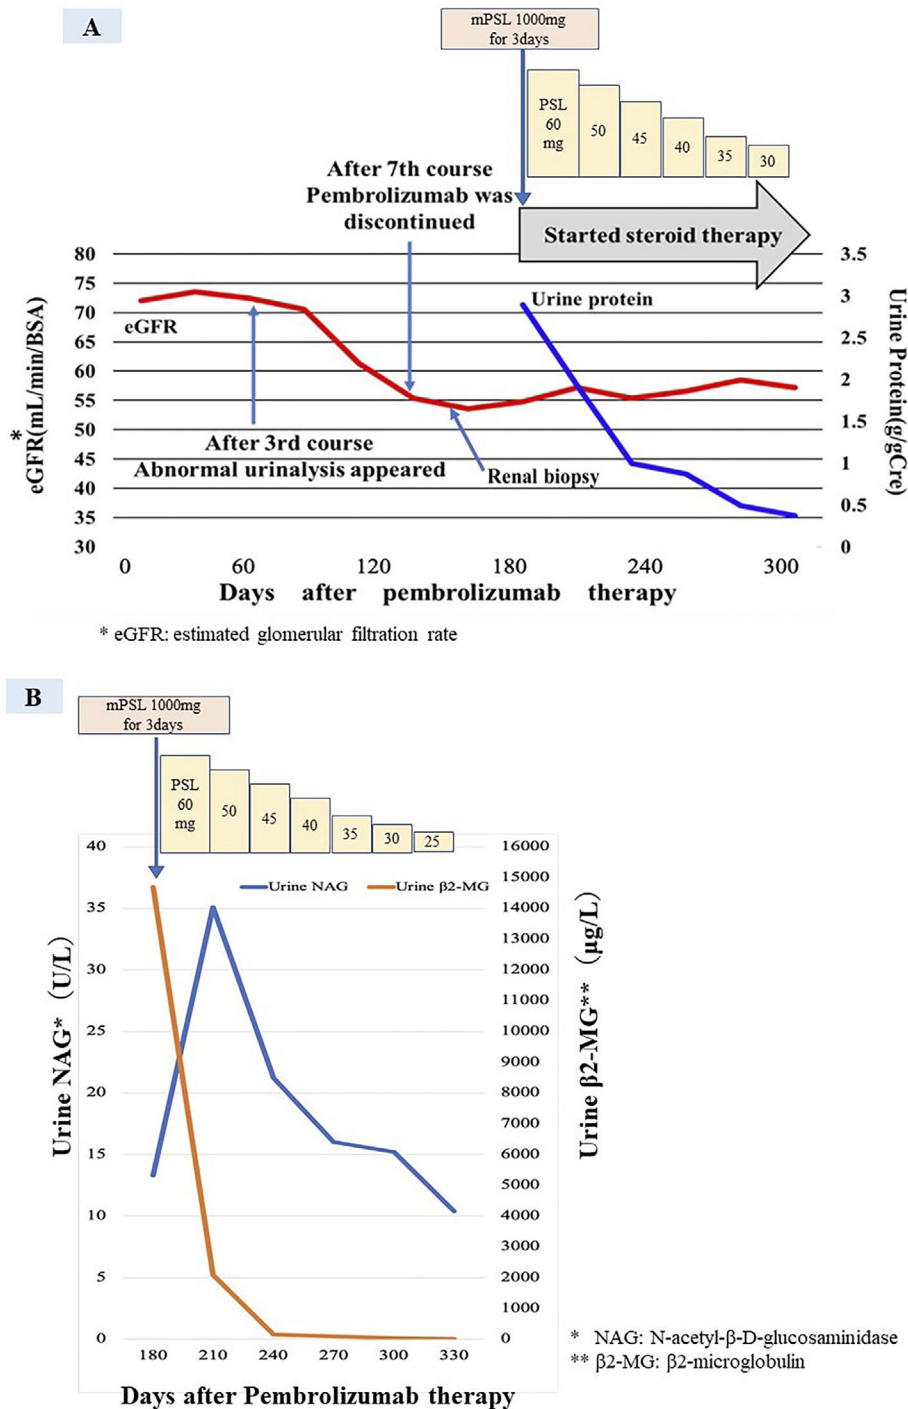 A
mPSL 1000mg
for 3days
PSL
60
mg
50
45
40
35
30
After 7th course
Pembrolizumab was
discontinued
Started steroid therapy
80
75
70
65
60
55
50
45
40
35
30
eGFR(mL/min/BSA)
*
3.5
3
2.5
2
1.5
1
0.5
0
Urine Protein(g/gCre)
Urine protein
eGFR
After 3rd course
Abnormal urinalysis appeared
Renal biopsy
0 60 120 180 240 300
Days after pembrolizumab therapy
* eGFR: estimated glomerular filtration rate
B
mPSL 1000mg
for 3days
PSL
60
mg
50
45
40
35
30
25
Urine NAG Urine β2-MG
40
35
30
25
20
15
10
5
0
Urine NAG* (U/L)
16000
15000
14000
13000
12000
11000
10000
9000
8000
7000
6000
5000
4000
3000
2000
1000
0
Urine β2-MG** (μg/L)
180 210 240 270 300 330
Days after Pembrolizumab therapy
* NAG: N-acetyl-β-D-glucosaminidase
** β2-MG: β2-microglobulin